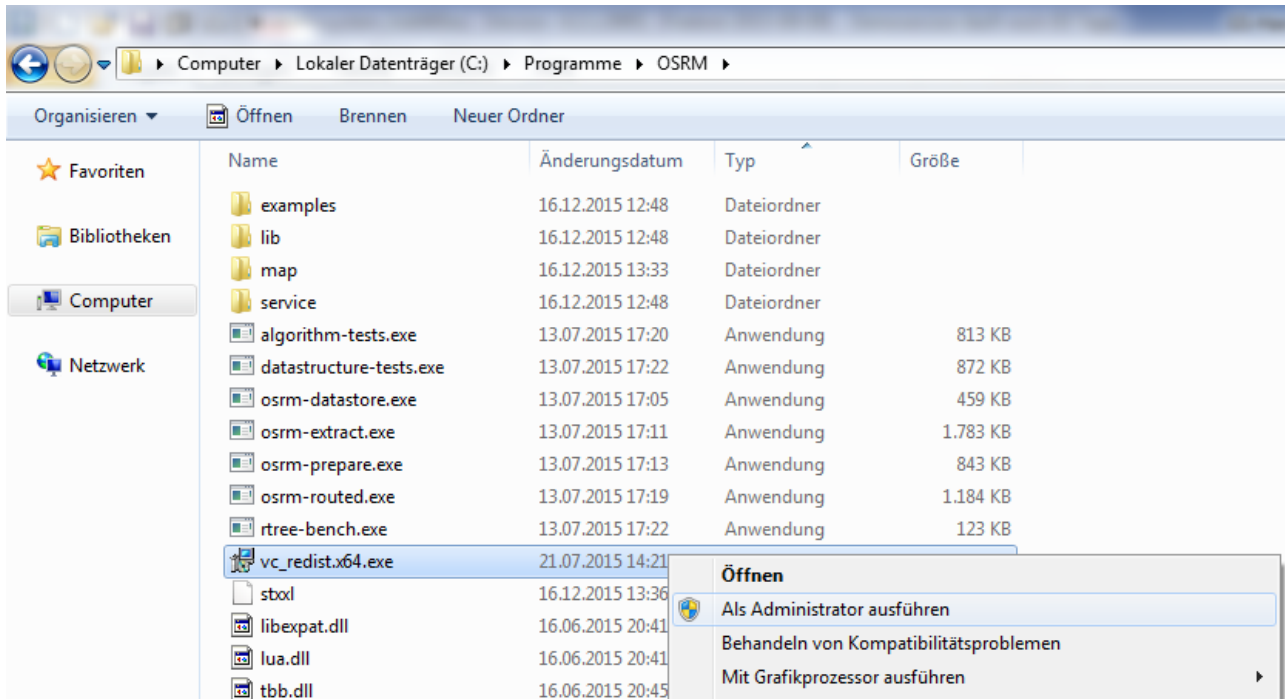 Computer ▸ Lokaler Datenträger (C:) ▸ Programme ▸ OSRM ▸
Organisieren Öffnen Brennen Neuer Ordner
Favoriten
Bibliotheken
Computer
Netzwerk
Name Änderungsdatum Typ Größe
examples 16.12.2015 12:48 Dateiordner
lib 16.12.2015 12:48 Dateiordner
map 16.12.2015 13:33 Dateiordner
service 16.12.2015 12:48 Dateiordner
algorithm-tests.exe 13.07.2015 17:20 Anwendung 813 KB
datastructure-tests.exe 13.07.2015 17:22 Anwendung 872 KB
osrm-datastore.exe 13.07.2015 17:05 Anwendung 459 KB
osrm-extract.exe 13.07.2015 17:11 Anwendung 1.783 KB
osrm-prepare.exe 13.07.2015 17:13 Anwendung 843 KB
osrm-routed.exe 13.07.2015 17:19 Anwendung 1.184 KB
rtree-bench.exe 13.07.2015 17:22 Anwendung 123 KB
vc_redist.x64.exe 21.07.2015 14:21
stxxl 16.12.2015 13:36
libexpat.dll 16.06.2015 20:41
lua.dll 16.06.2015 20:41
tbb.dll 16.06.2015 20:45
Öffnen
Als Administrator ausführen
Behandeln von Kompatibilitätsproblemen
Mit Grafikprozessor ausführen